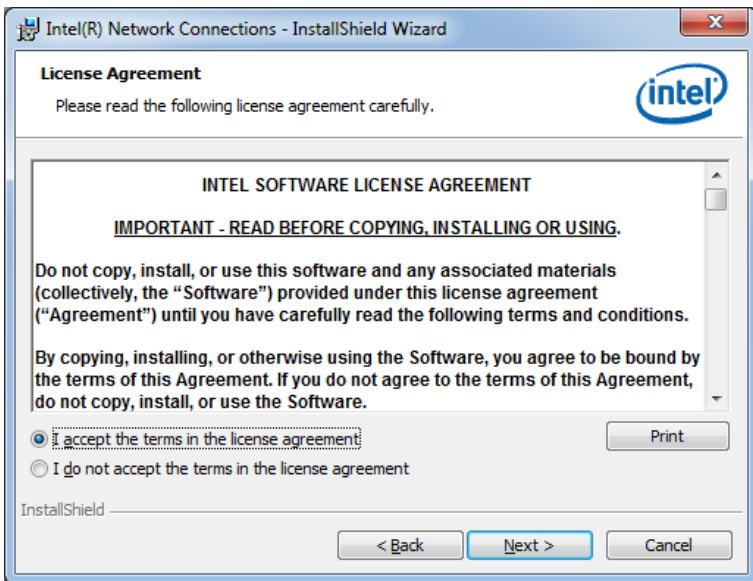 Intel(R) Network Connections - InstallShield Wizard
License Agreement
Please read the following license agreement carefully.
intel
INTEL SOFTWARE LICENSE AGREEMENT
IMPORTANT - READ BEFORE COPYING, INSTALLING OR USING.
Do not copy, install, or use this software and any associated materials
(collectively, the “Software”) provided under this license agreement
(“Agreement”) until you have carefully read the following terms and conditions.
By copying, installing, or otherwise using the Software, you agree to be bound by
the terms of this Agreement. If you do not agree to the terms of this Agreement,
do not copy, install, or use the Software.
I accept the terms in the license agreement
Print
I do not accept the terms in the license agreement
InstallShield
< Back
Next >
Cancel